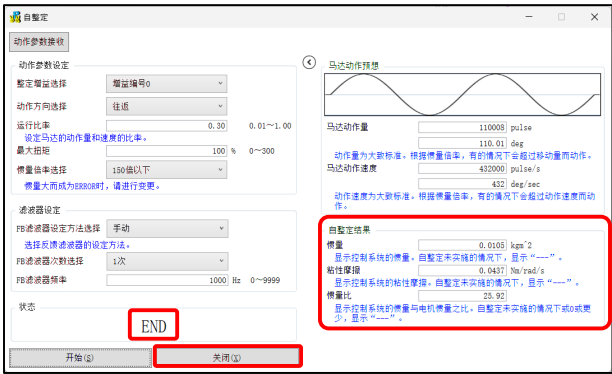 自整定
动作参数接收
动作参数设定
整定增益选择 增益编号0
动作方向选择 往返
运行比率 0.30 0.01～1.00
设定马达的动作量和速度的比率。
最大扭矩 100 % 0～300
惯量倍率选择 150倍以下
惯量大而成为ERROR时，请进行变更。
滤波器设定
FB滤波器设定方法选择 手动
选择反馈滤波器的设定方法。
FB滤波器次数选择 1次
FB滤波器频率 1000 Hz 0～9999
状态
END
开始(S) 关闭(X)
马达动作预想
马达动作量 110008 pulse
110.01 deg
动作量为大致标准。根据惯量倍率，有的情况下会超过移动量而动作。
马达动作速度 432000 pulse/s
432 deg/sec
动作速度为大致标准。根据惯量倍率，有的情况下会超过动作速度而动
作。
自整定结果
惯量 0.0105 kgm^2
显示控制系统的惯量。自整定未实施的情况下，显示“---”。
粘性摩擦 0.0437 Nm/rad/s
显示控制系统的粘性摩擦。自整定未实施的情况下，显示“---”。
惯量比 25.92
显示控制系统的惯量与电机惯量之比。自整定未实施的情况下或0或更
少，显示“---”。